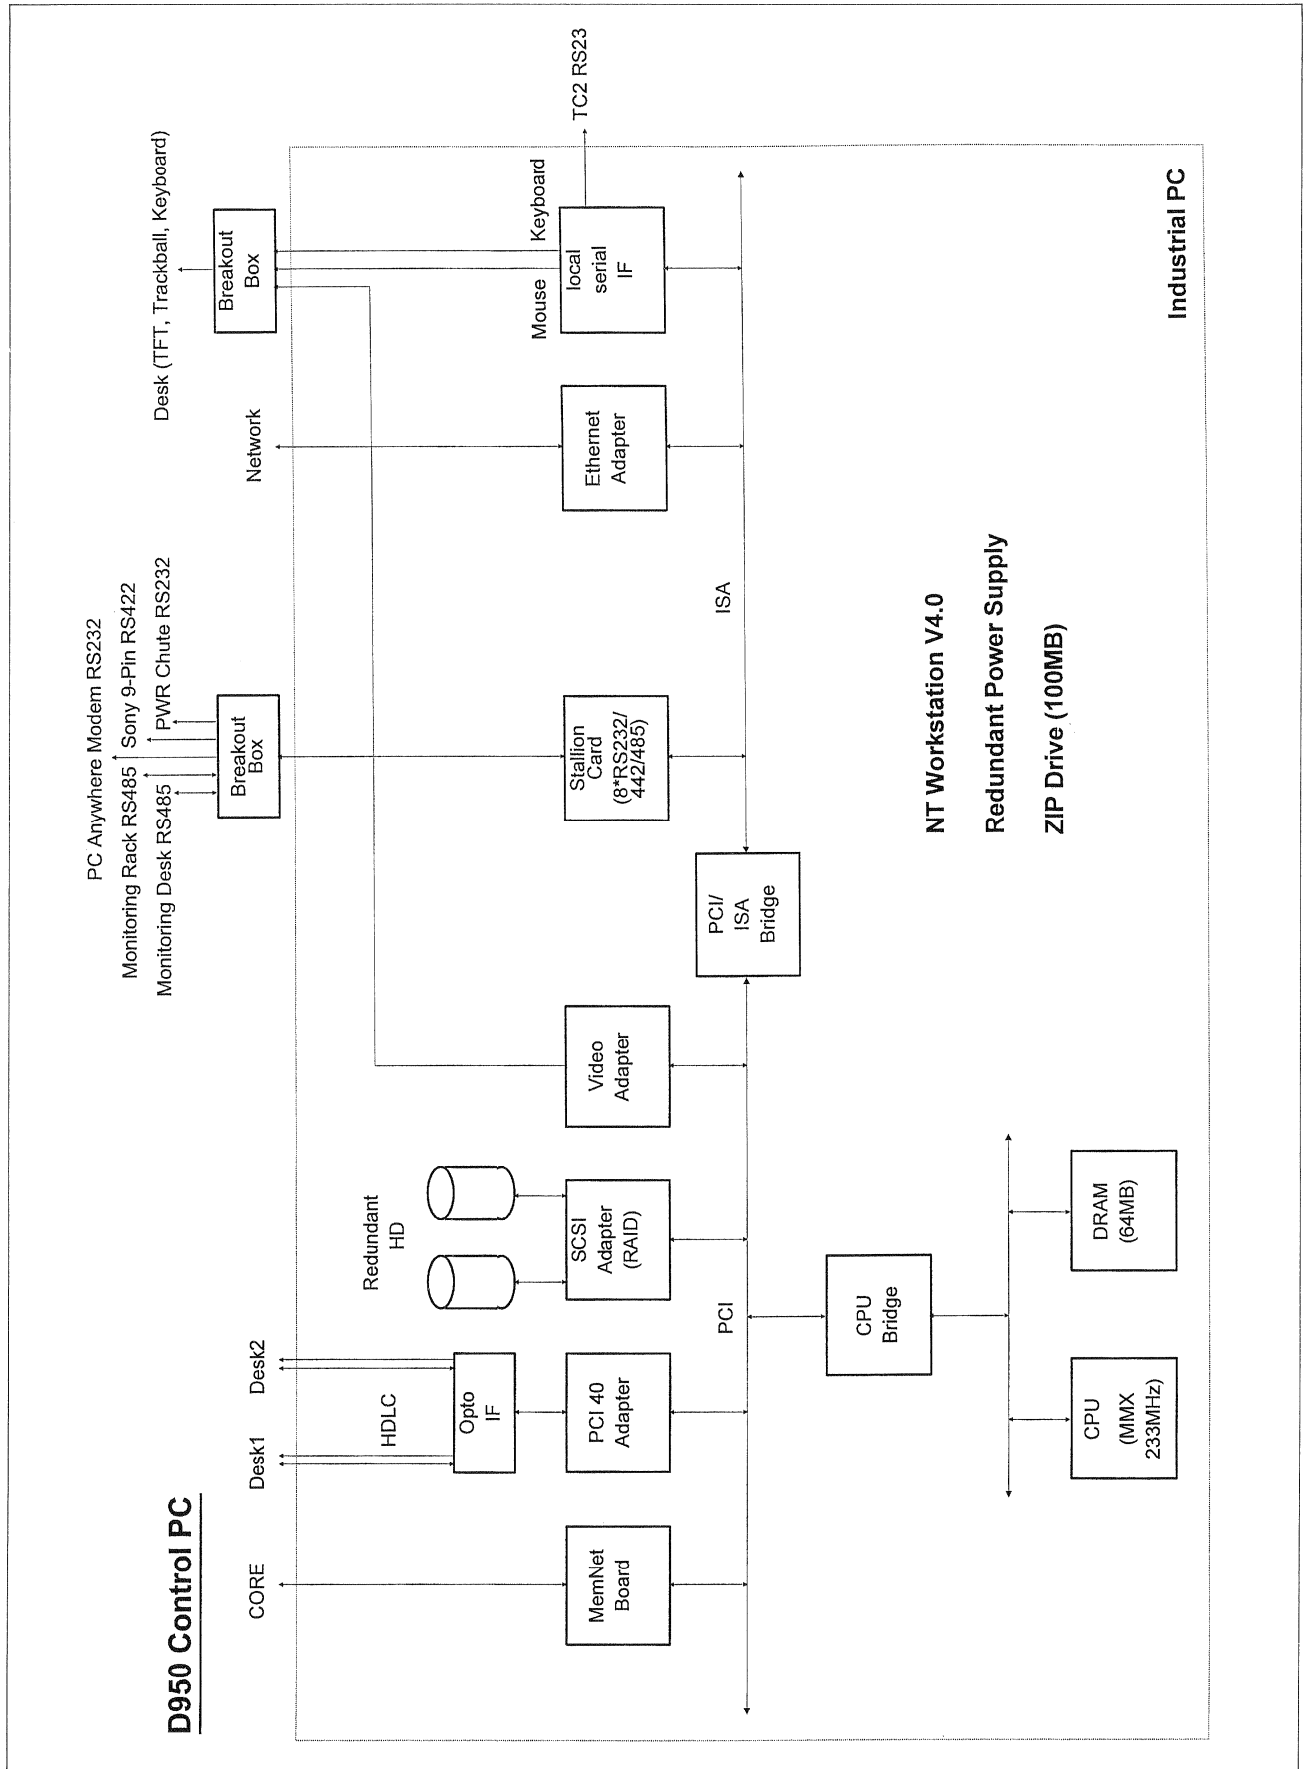 D950 Control PC
PC Anywhere Modem RS232
Monitoring Rack RS485
Sony 9-Pin RS422
Monitoring Desk RS485
PWR Chute RS232
Desk (TFT, Trackball, Keyboard)
CORE
Desk1
Desk2
Breakout
Box
Network
Breakout
Box
HDLC
Redundant
HD
Opto
IF
Mouse
Keyboard
TC2 RS23
MemNet
Board
PCI 40
Adapter
SCSI
Adapter
(RAID)
Video
Adapter
Stallion
Card
(8*RS232/
442/485)
Ethernet
Adapter
local
serial
IF
PCI
ISA
PCI/
ISA
Bridge
CPU
Bridge
NT Workstation V4.0
Redundant Power Supply
ZIP Drive (100MB)
CPU
(MMX
233MHz)
DRAM
(64MB)
Industrial PC